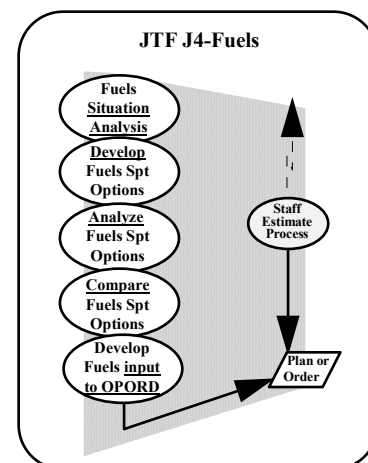 JTF J4-Fuels
Fuels
Situation
Analysis
Develop
Fuels Spt
Options
Analyze
Fuels Spt
Options
Compare
Fuels Spt
Options
Develop
Fuels input
to OPORD
Staff
Estimate
Process
Plan or
Order